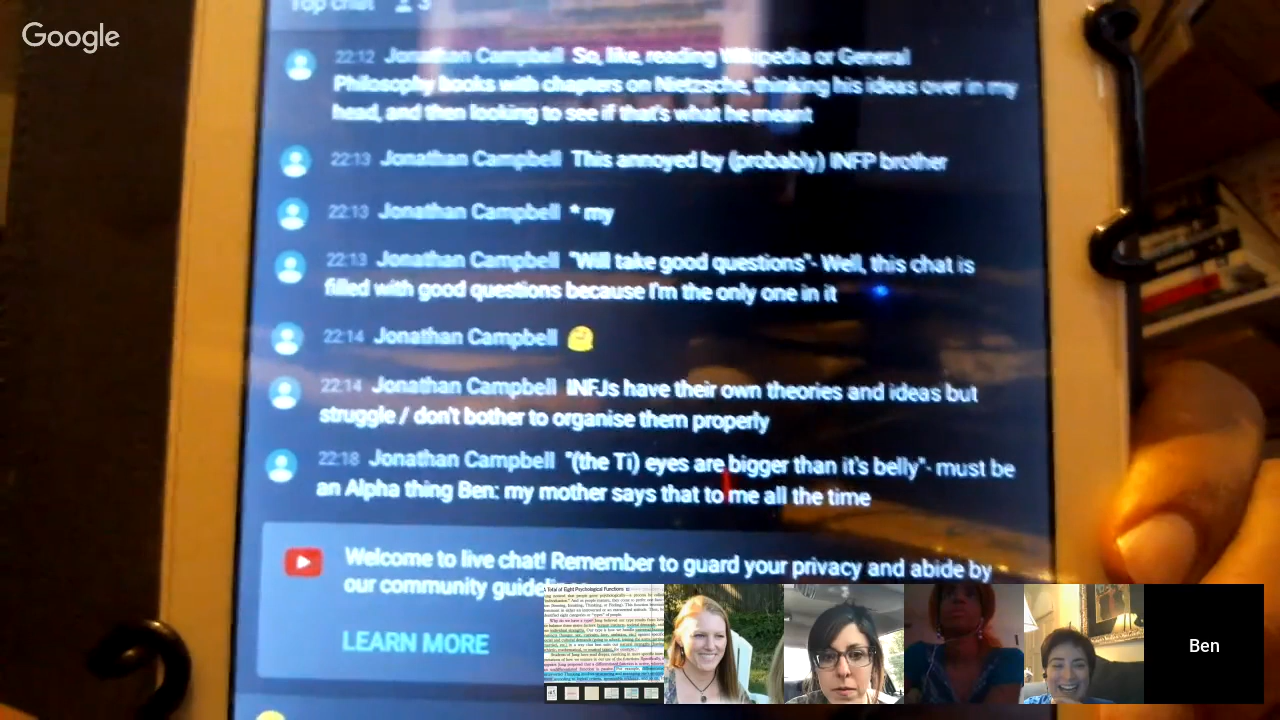 Google
Top chat 3
22:12 Jonathan Campbell So, like, reading Wikipedia or General
Philosophy books with chapters on Nietzsche, thinking his ideas over in my
head, and then looking to see if that's what he meant
22:13 Jonathan Campbell This annoyed by (probably) INFP brother
22:13 Jonathan Campbell * my
22:13 Jonathan Campbell "Will take good questions"- Well, this chat is
filled with good questions because I'm the only one in it
22:14 Jonathan Campbell
22:14 Jonathan Campbell INFJs have their own theories and ideas but
struggle / don't bother to organise them properly
22:18 Jonathan Campbell "(the Ti) eyes are bigger than it's belly"- must be
an Alpha thing Ben: my mother says that to me all the time
Welcome to live chat! Remember to guard your privacy and abide by
our community
MORE
A Total of Eight Psychological Functions
Ben